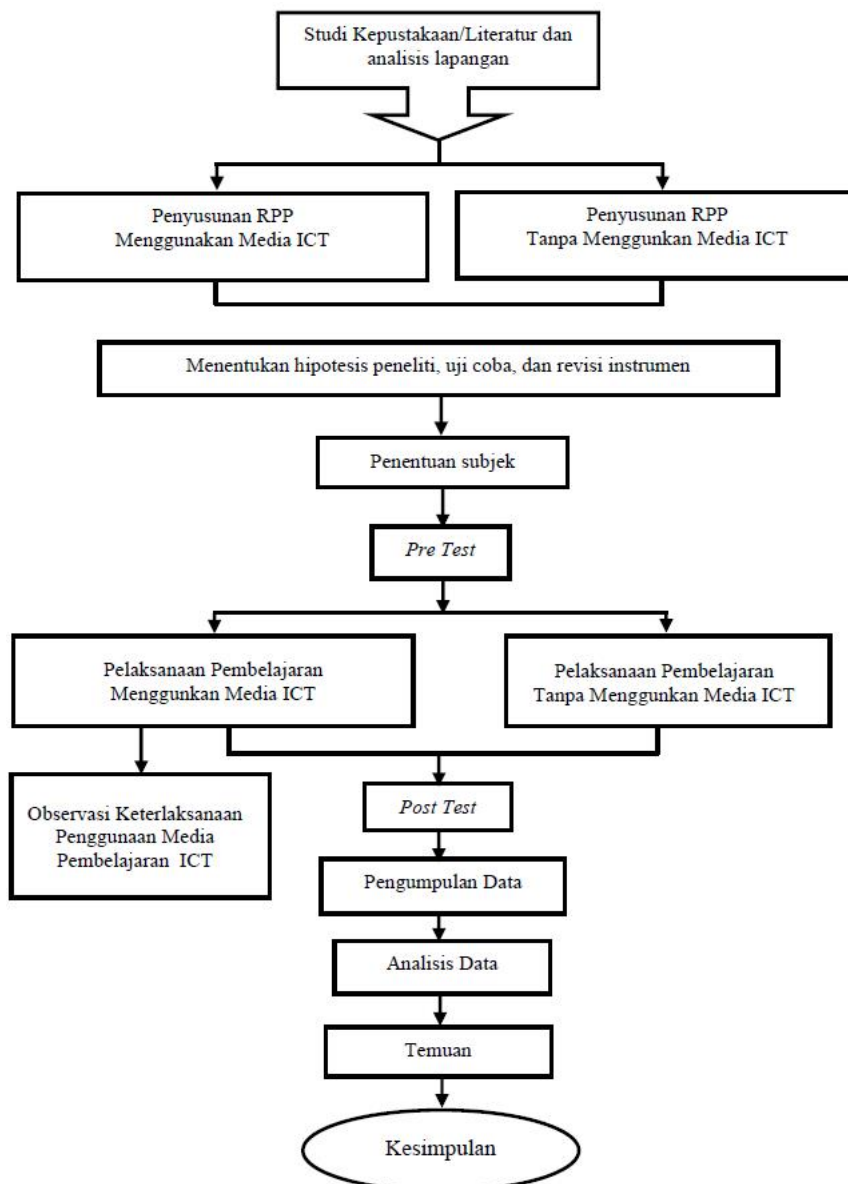 Studi Kepustakaan/Literatur dan
analisis lapangan
Penyusunan RPP
Menggunakan Media ICT
Penyusunan RPP
Tanpa Menggunkan Media ICT
Menentukan hipotesis peneliti, uji coba, dan revisi instrumen
Penentuan subjek
Pre Test
Pelaksanaan Pembelajaran
Menggunkan Media ICT
Pelaksanaan Pembelajaran
Tanpa Menggunkan Media ICT
Observasi Keterlaksanaan
Penggunaan Media
Pembelajaran ICT
Post Test
Pengumpulan Data
Analisis Data
Temuan
Kesimpulan